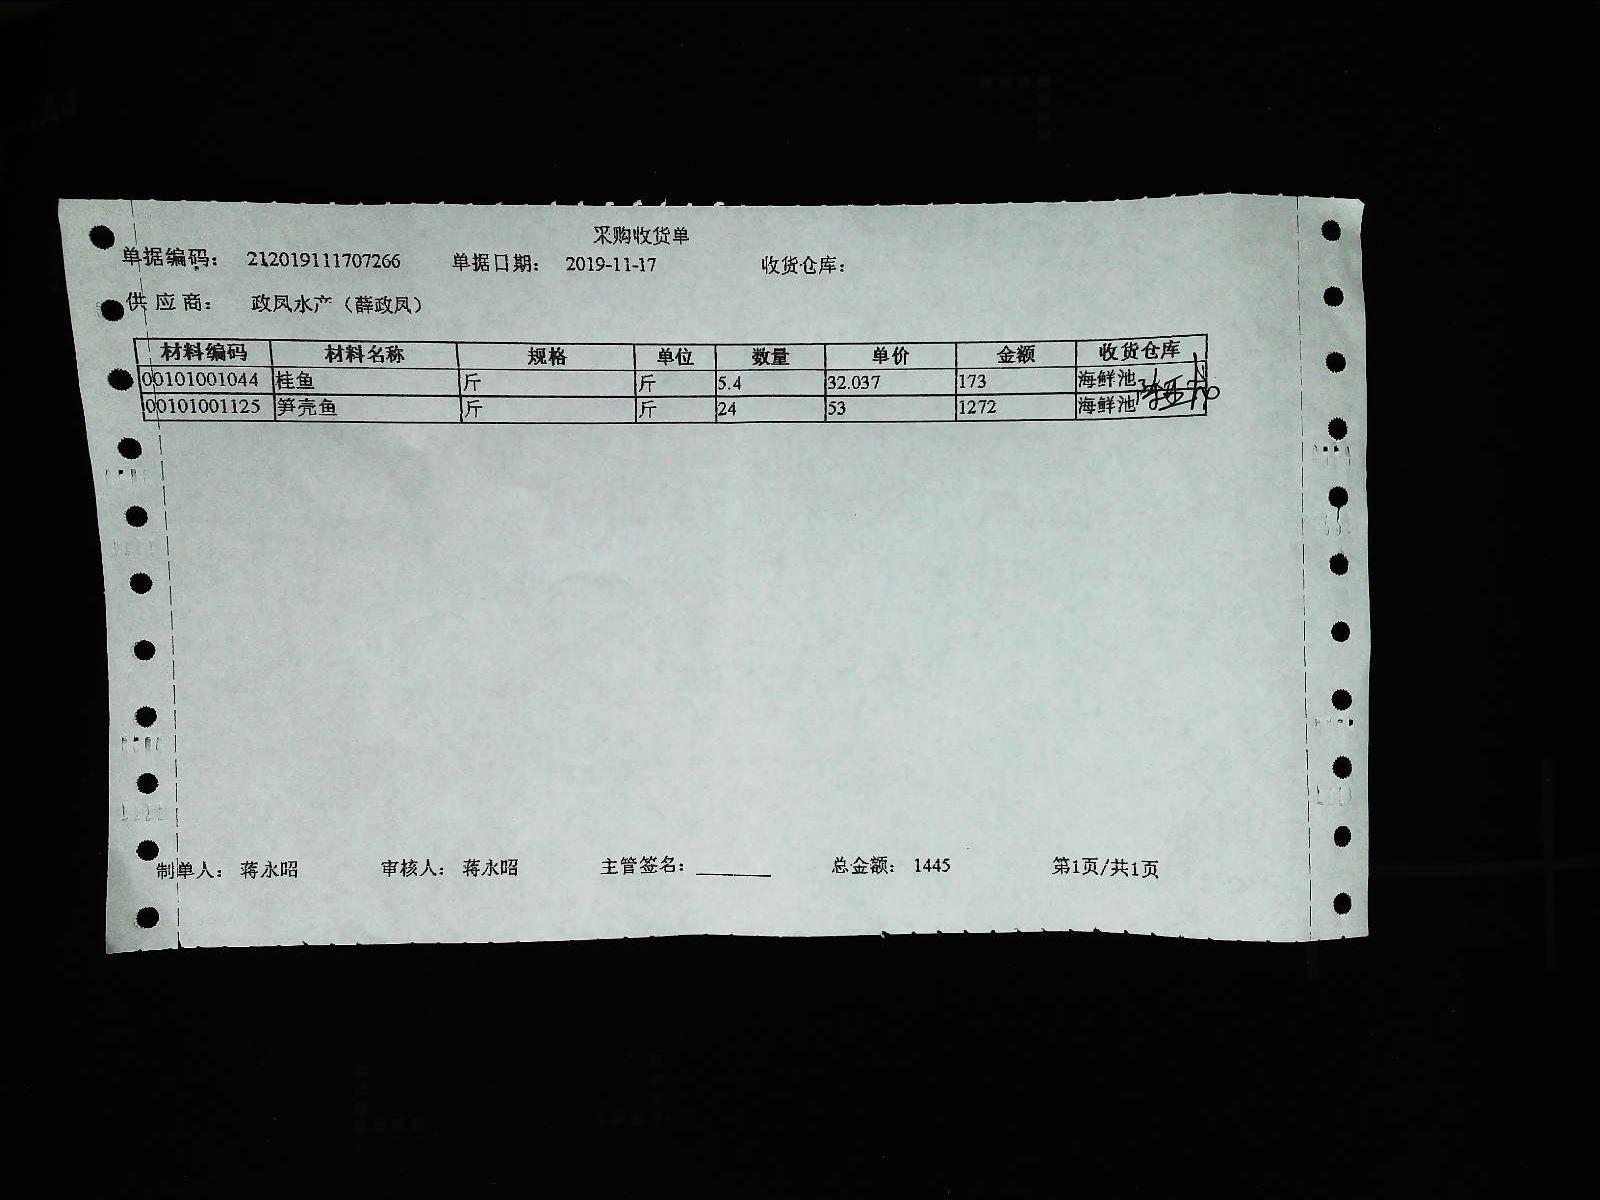 采购收货单
单据编码： 212019111707266 单据日期： 2019-11-17 收货仓库：
供应商： 政凤水产（薛政凤）
材料编码 材料名称 规格 单位 数量 单价 金额 收货仓库
00101001044 桂鱼 斤 斤 5.4 32.037 173 海鲜池
00101001125 笋壳鱼 斤 斤 24 53 1272 海鲜池
制单人： 蒋永昭 审核人： 蒋永昭 主管签名： 总金额： 1445 第1页/共1页